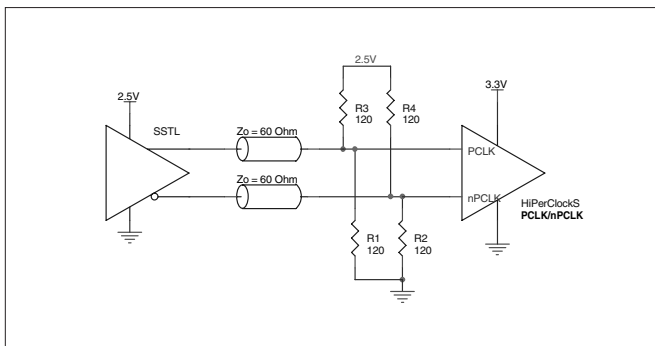 2.5V
3.3V
2.5V
SSTL
Zo = 60 Ohm
R3
120
R4
120
PCLK
Zo = 60 Ohm
nPCLK
HiPerClockS
PCLK/nPCLK
R1
120
R2
120